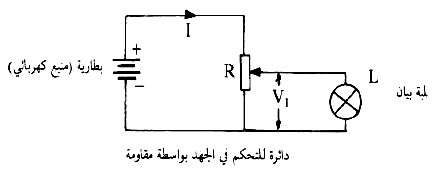 I
+
بطارية (منبع كهربائي)
−
R
V1
L
لمبة بيان
دائرة للتحكم في الجهد بواسطة مقاومة